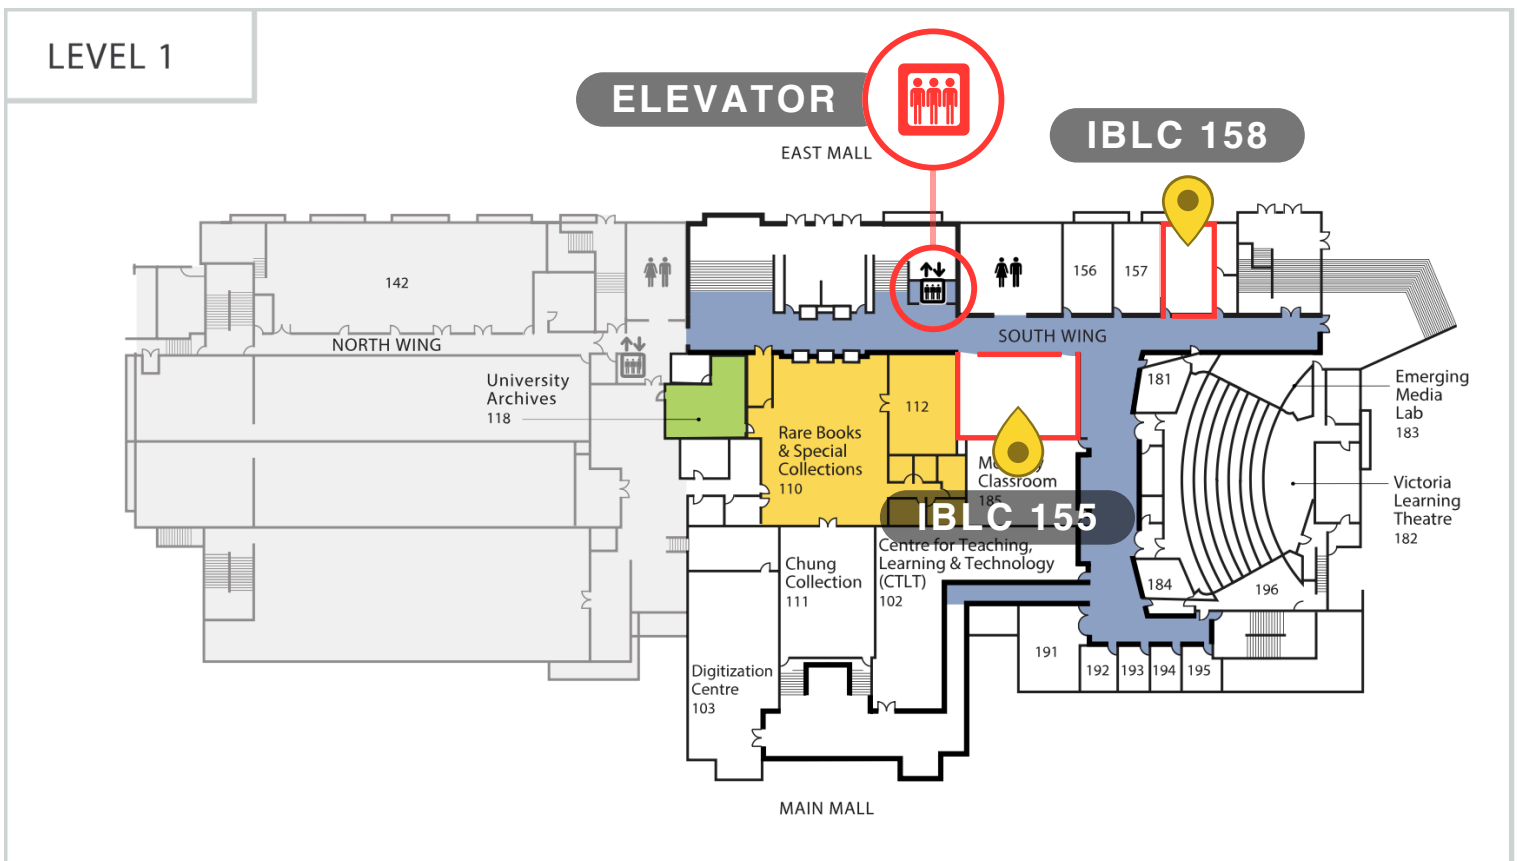 LEVEL 1
ELEVATOR
IBLC 158
EAST MALL
142
156
157
NORTH WING
SOUTH WING
University
Archives
118
112
181
Emerging
Media
Lab
183
Rare Books
& Special
Collections
110
Classroom
185
IBLC 155
Victoria
Learning
Theatre
182
Centre for Teaching,
Learning & Technology
(CTLT)
102
Chung
Collection
111
184
196
191
192
193
194
195
Digitization
Centre
103
MAIN MALL